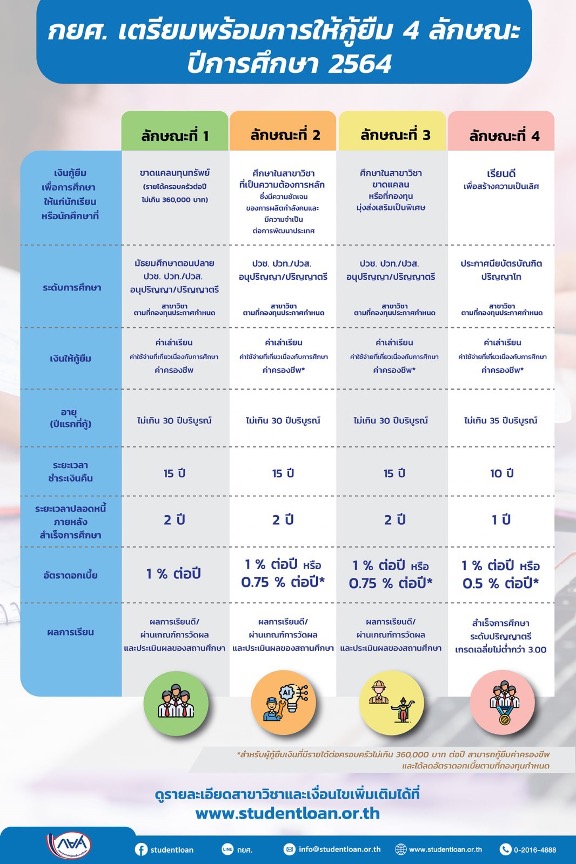 กยศ. เตรียมพร้อมการให้กู้ยืม 4 ลักษณะ
ปีการศึกษา 2564
ลักษณะที่ 1
ลักษณะที่ 2
ลักษณะที่ 3
ลักษณะที่ 4
เงินกู้ยืม
เพื่อการศึกษา
ให้แก่นักเรียน
หรือนักศึกษาที่
ขาดแคลนทุนทรัพย์
(รายได้ครอบครัวต่อปี
ไม่เกิน 360,000 บาท)
ศึกษาในสาขาวิชา
ที่เป็นความต้องการหลัก
ซึ่งมีความชัดเจน
ของการผลิตกำลังคนและ
มีความจำเป็น
ต่อการพัฒนาประเทศ
ศึกษาในสาขาวิชา
ขาดแคลน
หรือที่กองทุน
มุ่งส่งเสริมเป็นพิเศษ
เรียนดี
เพื่อสร้างความเป็นเลิศ
ระดับการศึกษา
มัธยมศึกษาตอนปลาย
ปวช. ปวท./ปวส.
อนุปริญญา/ปริญญาตรี
สาขาวิชา
ตามที่กองทุนประกาศกำหนด
ปวช. ปวท./ปวส.
อนุปริญญา/ปริญญาตรี
สาขาวิชา
ตามที่กองทุนประกาศกำหนด
ปวช. ปวท./ปวส.
อนุปริญญา/ปริญญาตรี
สาขาวิชา
ตามที่กองทุนประกาศกำหนด
ประกาศนียบัตรบัณฑิต
ปริญญาโท
สาขาวิชา
ตามที่กองทุนประกาศกำหนด
เงินให้กู้ยืม
ค่าเล่าเรียน
ค่าใช้จ่ายที่เกี่ยวเนื่องกับการศึกษา
ค่าครองชีพ
ค่าเล่าเรียน
ค่าใช้จ่ายที่เกี่ยวเนื่องกับการศึกษา
ค่าครองชีพ*
ค่าเล่าเรียน
ค่าใช้จ่ายที่เกี่ยวเนื่องกับการศึกษา
ค่าครองชีพ*
ค่าเล่าเรียน
ค่าใช้จ่ายที่เกี่ยวเนื่องกับการศึกษา
ค่าครองชีพ*
อายุ
(ปีแรกที่กู้)
ไม่เกิน 30 ปีบริบูรณ์
ไม่เกิน 30 ปีบริบูรณ์
ไม่เกิน 30 ปีบริบูรณ์
ไม่เกิน 35 ปีบริบูรณ์
ระยะเวลา
ชำระเงินคืน
15 ปี
15 ปี
15 ปี
10 ปี
ระยะเวลาปลอดหนี้
ภายหลัง
สำเร็จการศึกษา
2 ปี
2 ปี
2 ปี
1 ปี
อัตราดอกเบี้ย
1 % ต่อปี
1 % ต่อปี หรือ
0.75 % ต่อปี*
1 % ต่อปี หรือ
0.75 % ต่อปี*
1 % ต่อปี หรือ
0.5 % ต่อปี*
ผลการเรียน
ผลการเรียนดี/
ผ่านเกณฑ์การวัดผล
และประเมินผลของสถานศึกษา
ผลการเรียนดี/
ผ่านเกณฑ์การวัดผล
และประเมินผลของสถานศึกษา
ผลการเรียนดี/
ผ่านเกณฑ์การวัดผล
และประเมินผลของสถานศึกษา
สำเร็จการศึกษา
ระดับปริญญาตรี
เกรดเฉลี่ยไม่ต่ำกว่า 3.00
AI
*สำหรับผู้กู้ยืมเงินที่มีรายได้ต่อครอบครัวไม่เกิน 360,000 บาท ต่อปี สามารถกู้ยืมค่าครองชีพ
และได้ลดอัตราดอกเบี้ยตามที่กองทุนกำหนด
ดูรายละเอียดสาขาวิชาและเงื่อนไขเพิ่มเติมได้ที่
www.studentloan.or.th
กยศ
studentloan
LINE กยศ.
info@studentloan.or.th
www.studentloan.or.th
0-2016-4888